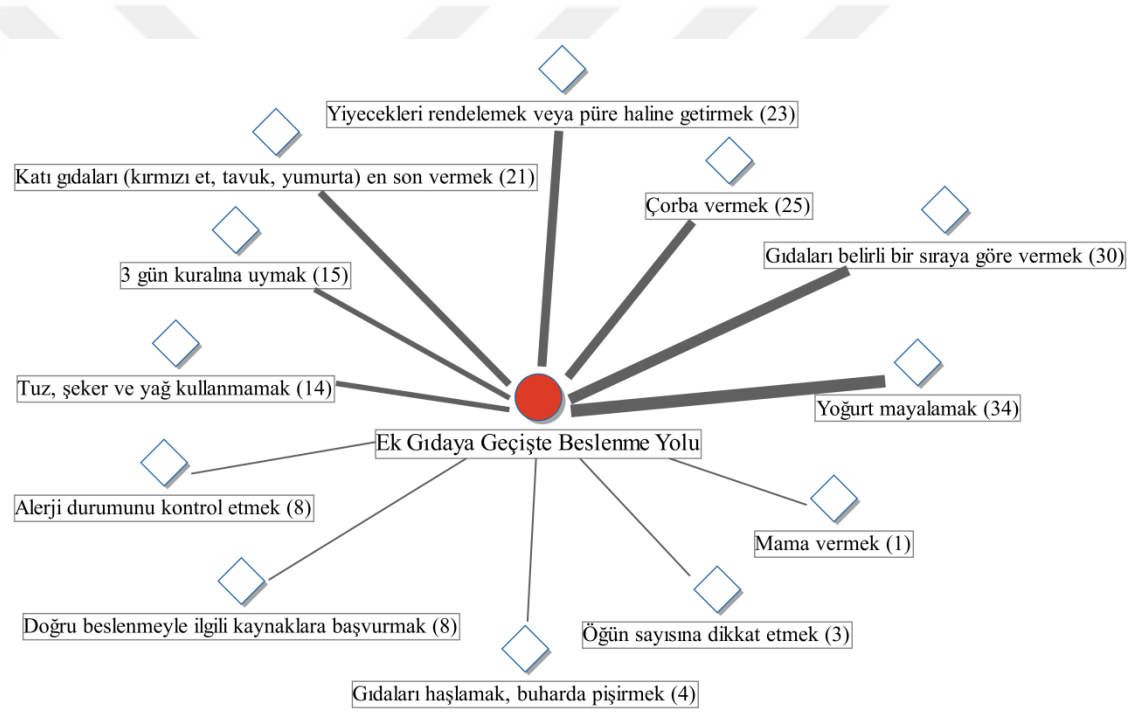 Yiyecekleri rendelemek veya püre haline getirmek (23)
Katı gıdaları (kırmızı et, tavuk, yumurta) en son vermek (21)
Çorba vermek (25)
Gıdaları belirli bir sıraya göre vermek (30)
3 gün kuralına uymak (15)
Tuz, şeker ve yağ kullanmamak (14)
Yoğurt mayalamak (34)
Ek Gıdaya Geçişte Beslenme Yolu
Alerji durumunu kontrol etmek (8)
Mama vermek (1)
Doğru beslenmeyle ilgili kaynaklara başvurmak (8)
Öğün sayısına dikkat etmek (3)
Gıdaları haşlamak, buharda pişirmek (4)